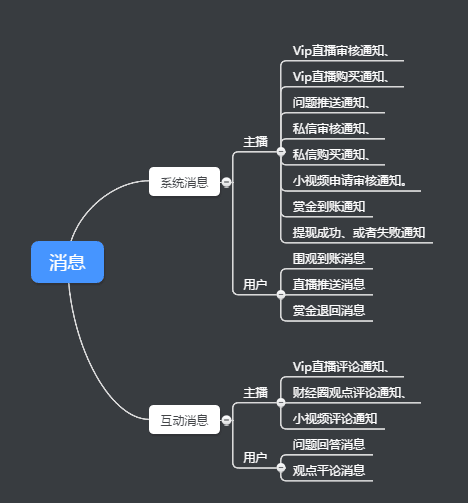 消息
系统消息
主播
Vip直播审核通知、
Vip直播购买通知、
问题推送通知、
私信审核通知、
私信购买通知、
小视频申请审核通知。
赏金到账通知
提现成功、或者失败通知
用户
围观到账消息
直播推送消息
赏金退回消息
互动消息
主播
Vip直播评论通知、
财经圈观点评论通知、
小视频评论通知
用户
问题回答消息
观点平论消息